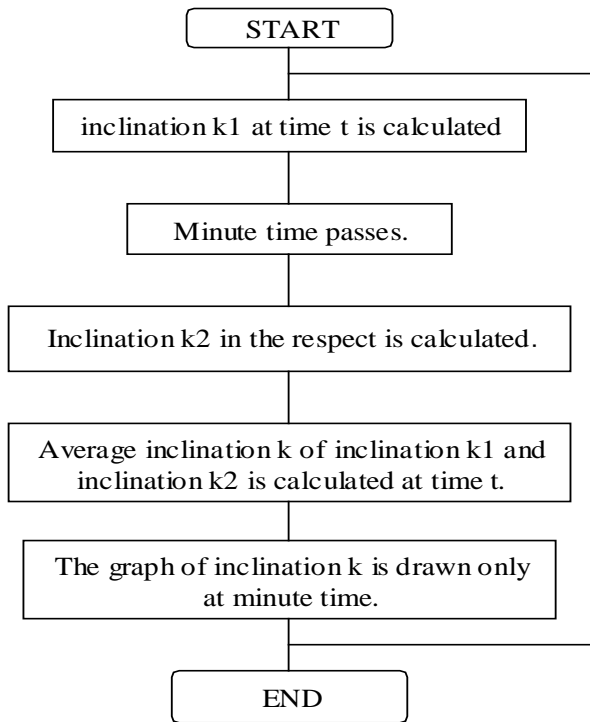 START
inclination k1 at time t is calculated
Minute time passes.
Inclination k2 in the respect is calculated.
Average inclination k of inclination k1 and
inclination k2 is calculated at time t.
The graph of inclination k is drawn only
at minute time.
END